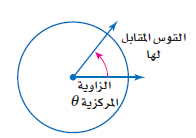 القوس المقابل
لها
الزاوية
المركزية θ